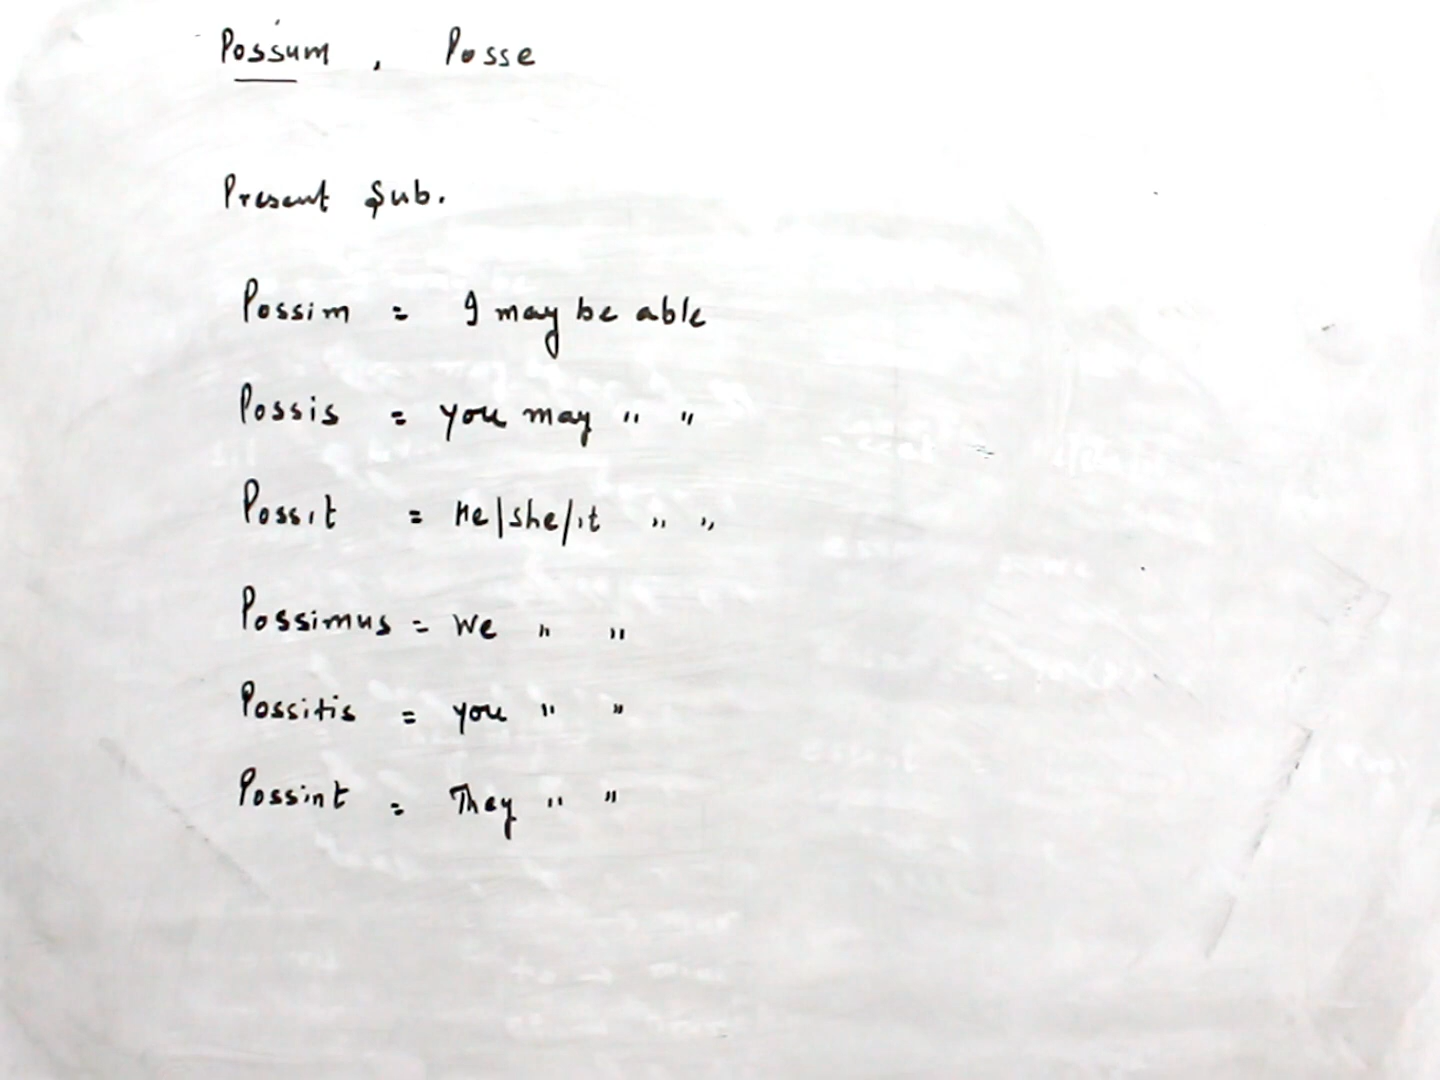 Possum, Posse
Present Sub.
Possim = I may be able
Possis = you may " "
Possit = He/she/it " "
Possimus = We " "
Possitis = you " "
Possint = They " "